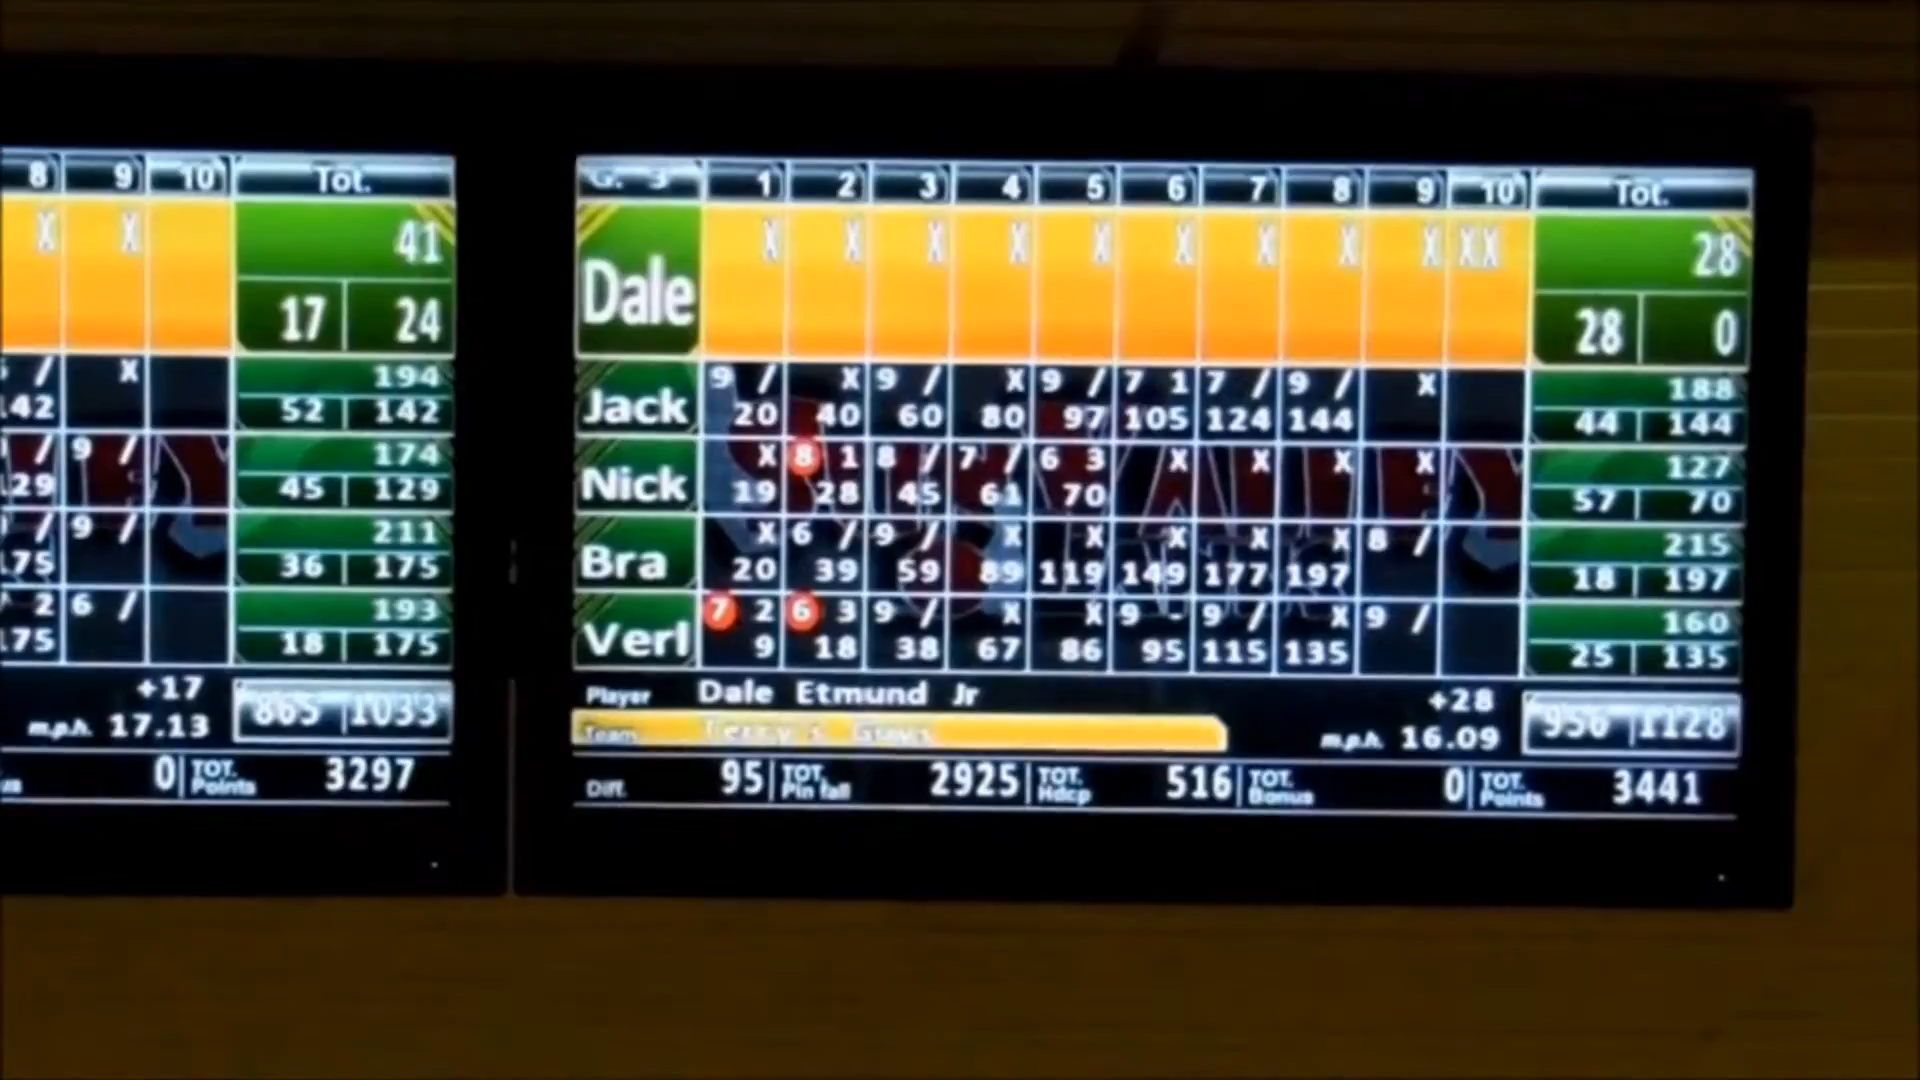 8 9 10 Tot.
X X 41
17 24
/ X 194
142 52 142
/ 9 / 174
129 45 129
/ 9 / 211
175 36 175
2 6 / 193
175 18 175
+17 865 1033
m.p.h. 17.13
0 TOT. Points 3297
G. 3 1 2 3 4 5 6 7 8 9 10 Tot.
Dale X X X X X X X X X XX 28
28 0
Jack 9 / X 9 / X 9 / 7 1 7 / 9 / X 188
20 40 60 80 97 105 124 144 44 144
Nick X 8 1 8 / 7 / 6 3 X X X X 127
19 28 45 61 70 57 70
Bra X 6 / 9 / X X X X X 8 / 215
20 39 59 89 119 149 177 197 18 197
Verl 7 2 6 3 9 / X X 9 - 9 / X 9 / 160
9 18 38 67 86 95 115 135 25 135
Player Dale Etmund Jr +28 956 1128
Team Terry's Guys m.p.h. 16.09
Diff. 95 TOT. Pin fall 2925 TOT. Hdcp 516 TOT. Bonus 0 TOT. Points 3441